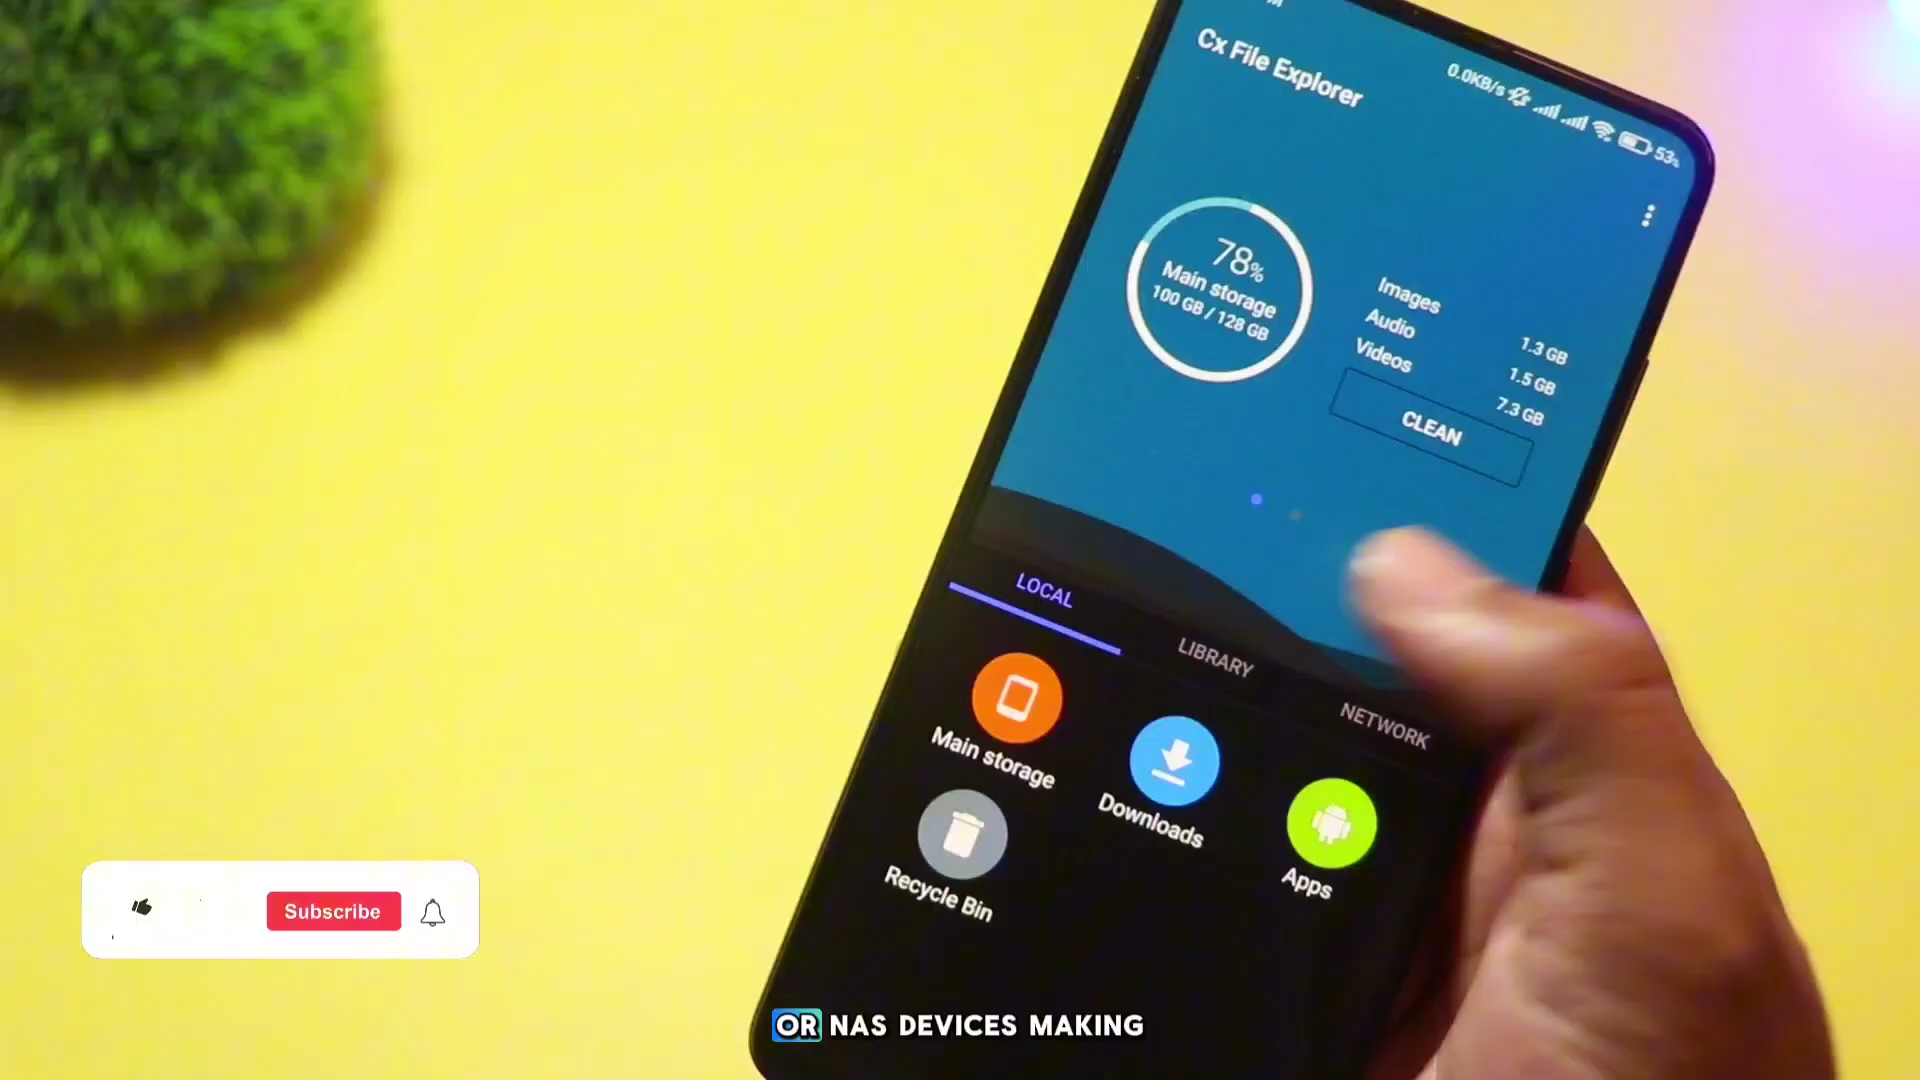 Cx File Explorer
0.0KB/s
53%
78%
Main storage
100 GB / 128 GB
Images
1.3 GB
Audio
1.5 GB
Videos
7.3 GB
CLEAN
LOCAL
LIBRARY
NETWORK
Main storage
Downloads
Apps
Recycle Bin
Subscribe
OR NAS DEVICES MAKING